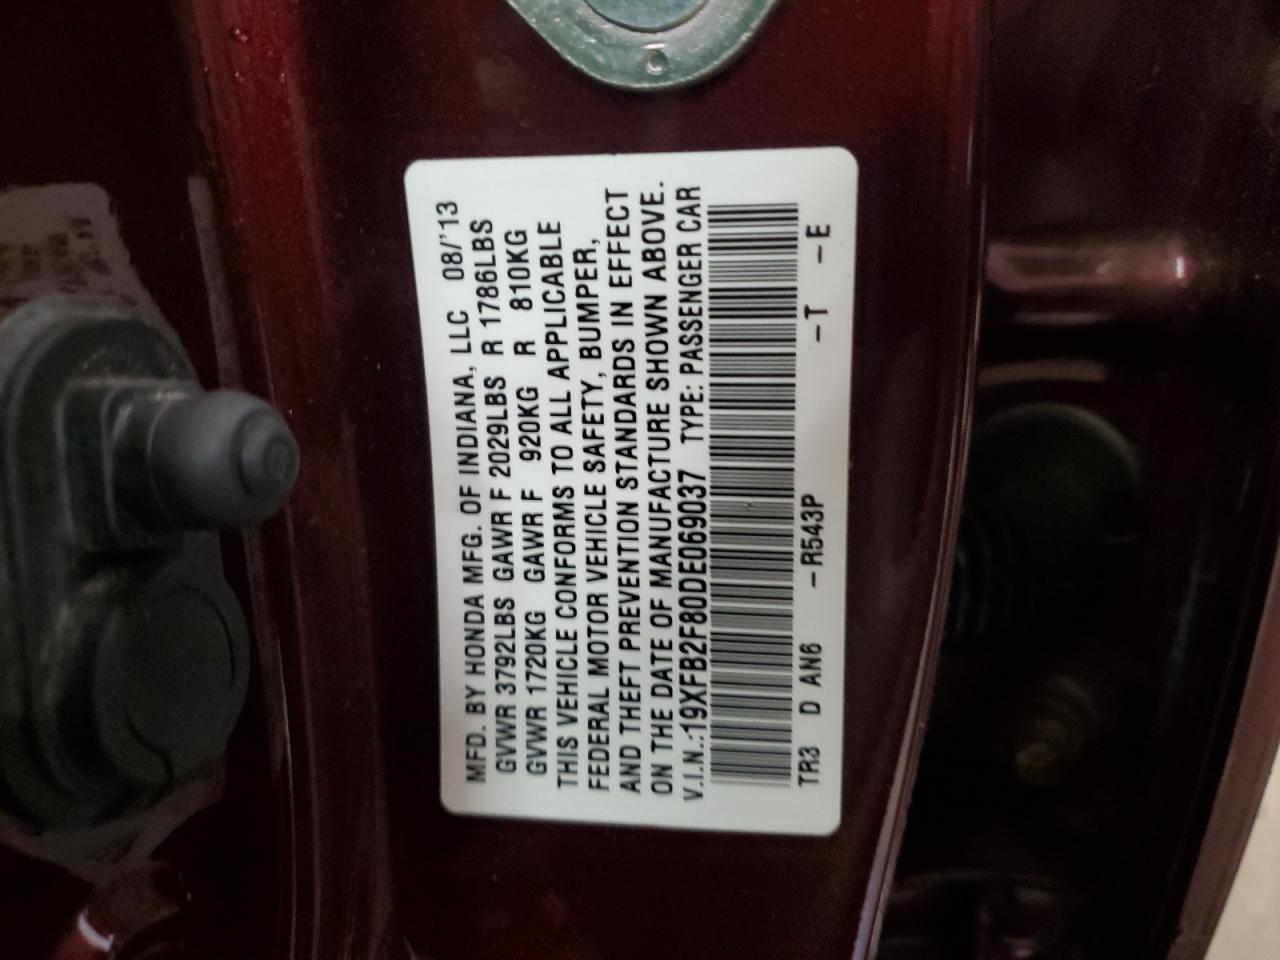 MFD. BY HONDA MFG. OF INDIANA, LLC 08/'13
GVWR 3792LBS GAWR F 2029LBS R 1786LBS
GVWR 1720KG GAWR F 920KG R 810KG
THIS VEHICLE CONFORMS TO ALL APPLICABLE
FEDERAL MOTOR VEHICLE SAFETY, BUMPER,
AND THEFT PREVENTION STANDARDS IN EFFECT
ON THE DATE OF MANUFACTURE SHOWN ABOVE.
V.I.N.:19XFB2F80DE069037 TYPE: PASSENGER CAR
TR3 D AN6 –R543P –T –E